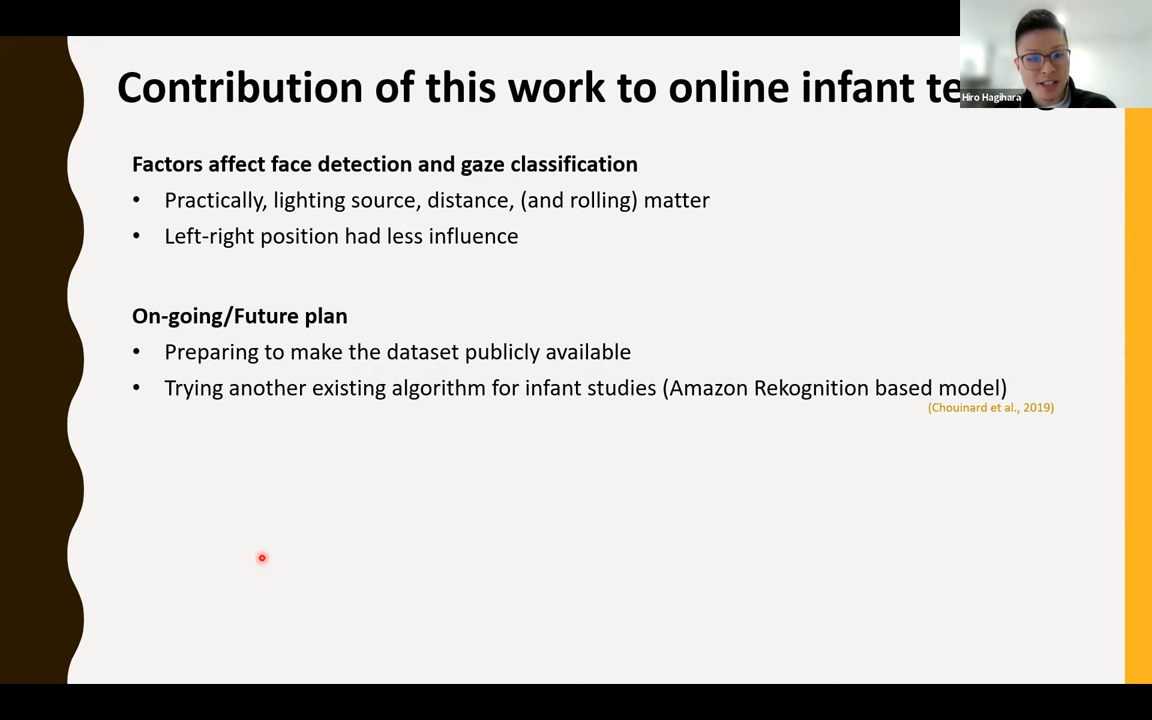 Contribution of this work to online infant te
Hiro Hagihara
Factors affect face detection and gaze classification
• Practically, lighting source, distance, (and rolling) matter
• Left-right position had less influence
On-going/Future plan
• Preparing to make the dataset publicly available
• Trying another existing algorithm for infant studies (Amazon Rekognition based model)
(Chouinard et al., 2019)